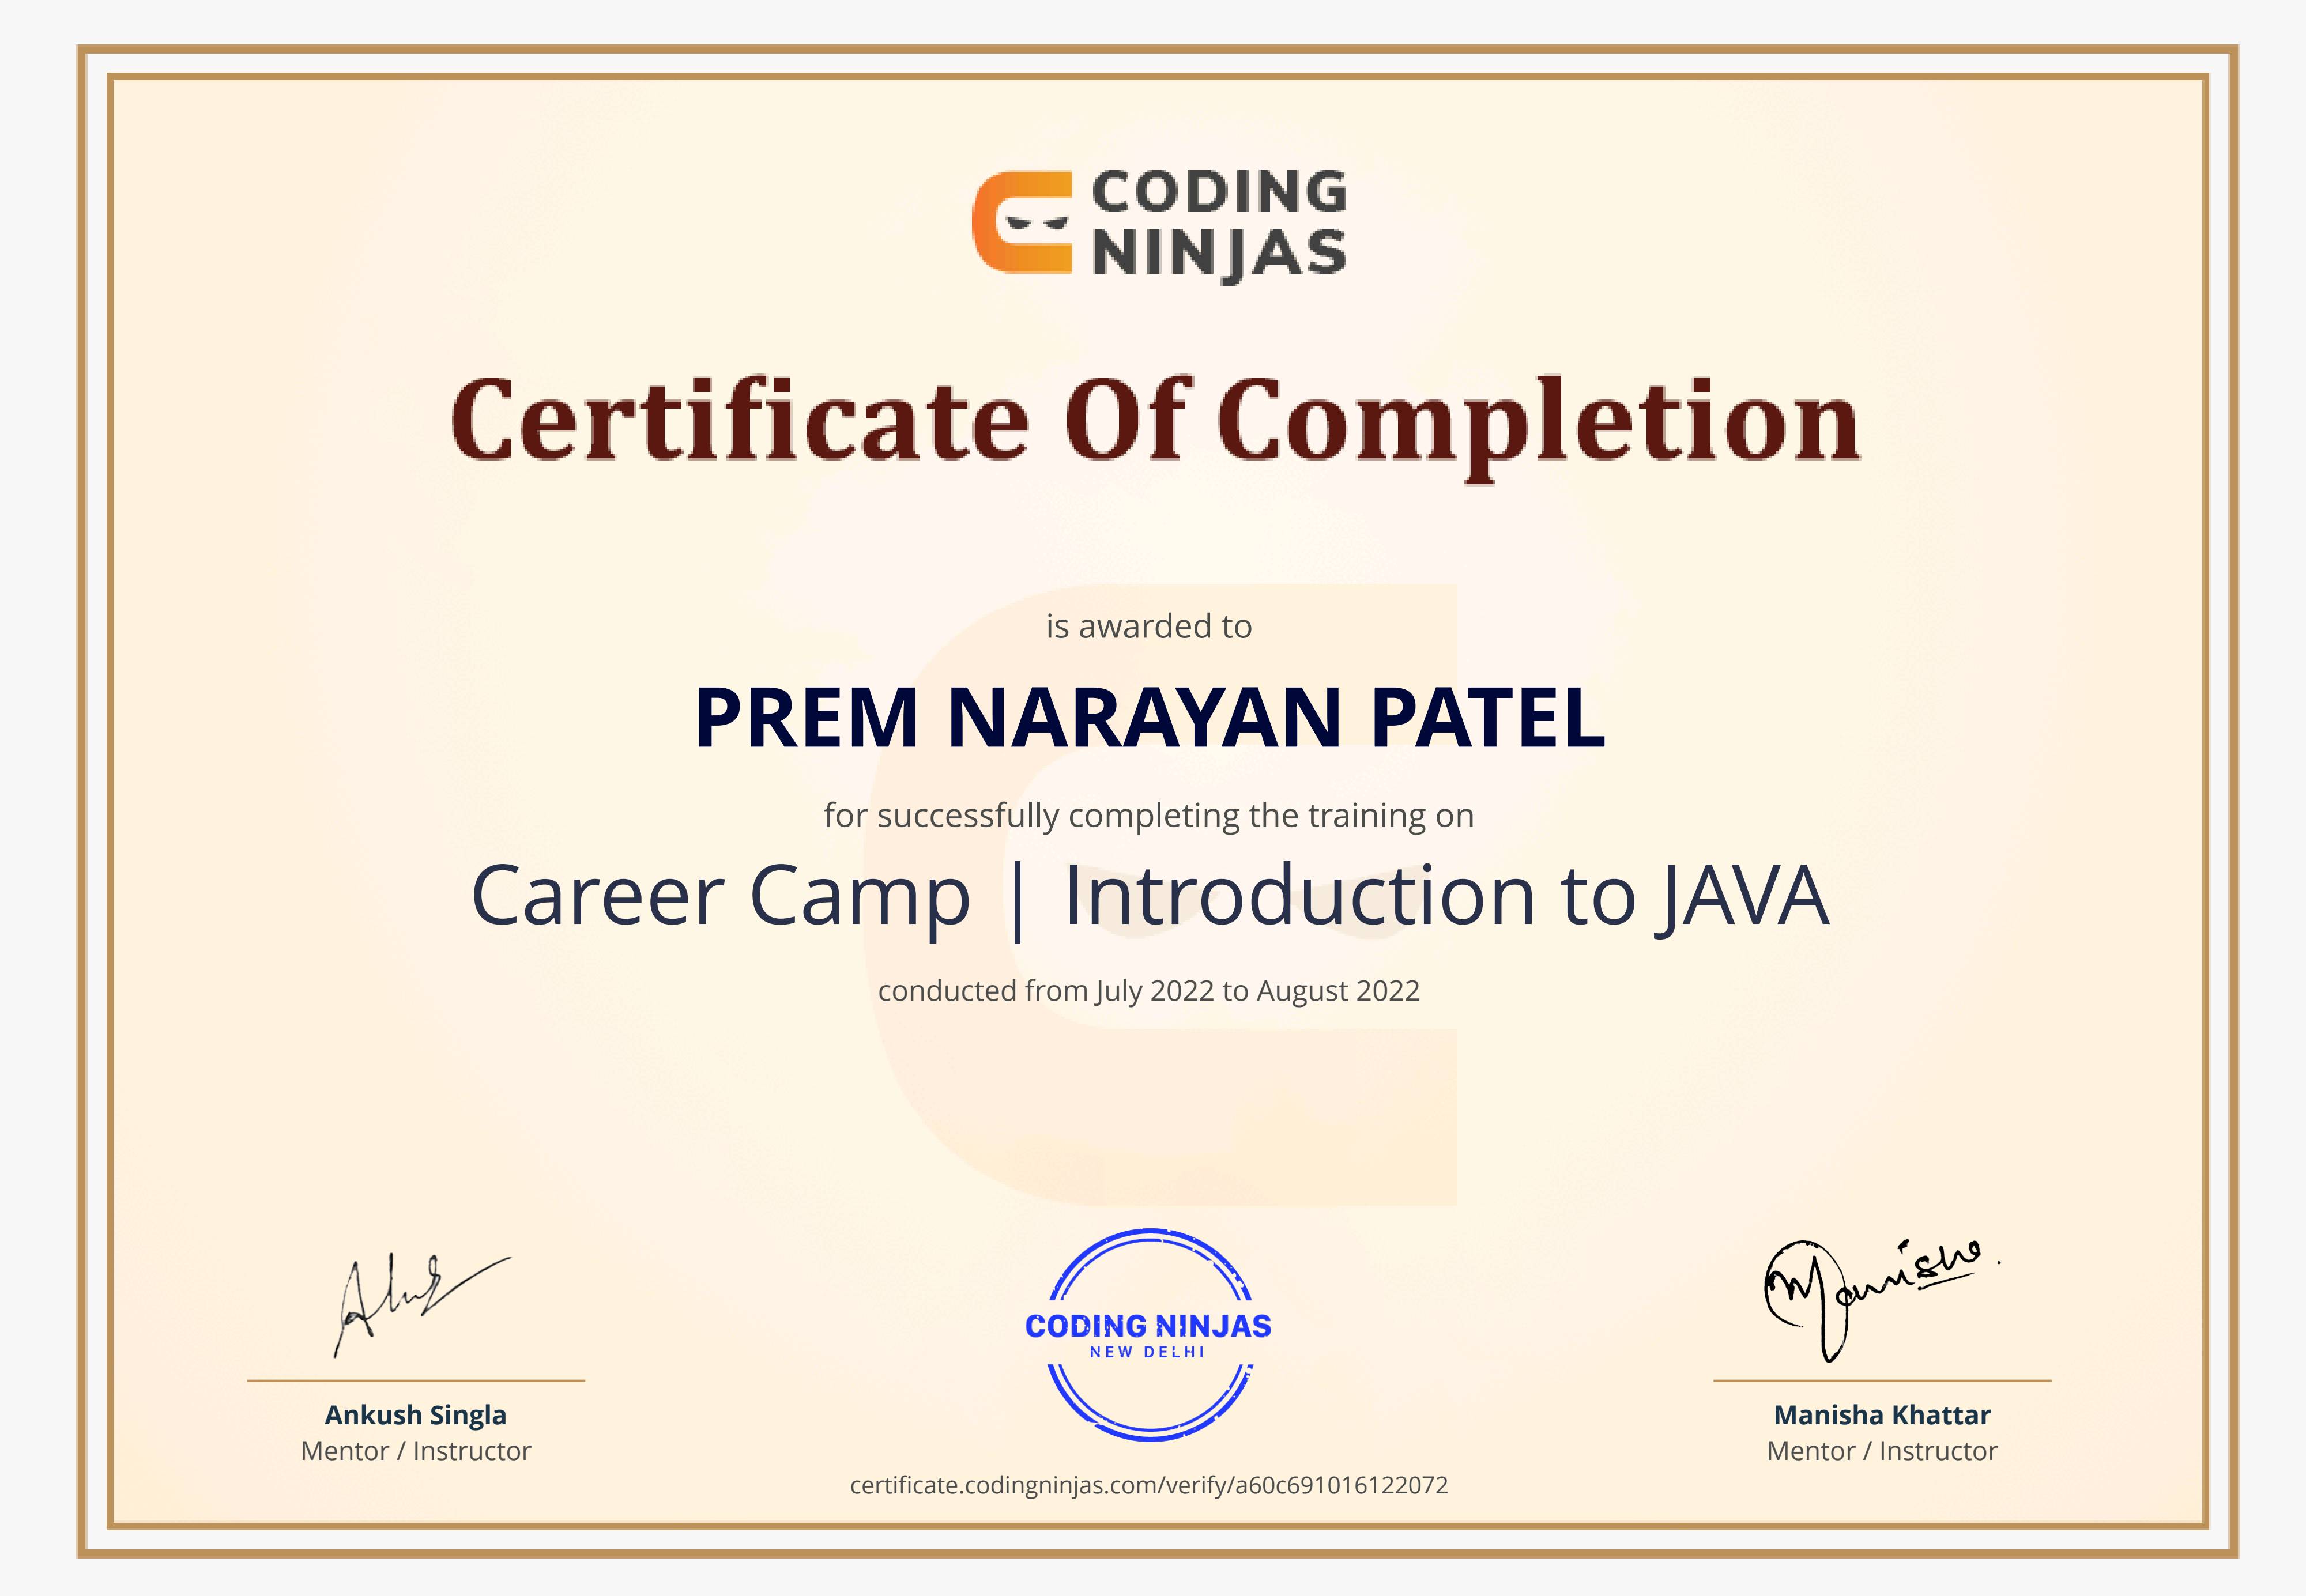 CODING
NINJAS
Certificate Of Completion
is awarded to
PREM NARAYAN PATEL
for successfully completing the training on
Career Camp | Introduction to JAVA
conducted from July 2022 to August 2022
Manisha.
CODING NINJAS
NEW DELHI
Ankush Singla
Mentor / Instructor
Manisha Khattar
Mentor / Instructor
certificate.codingninjas.com/verify/a60c691016122072